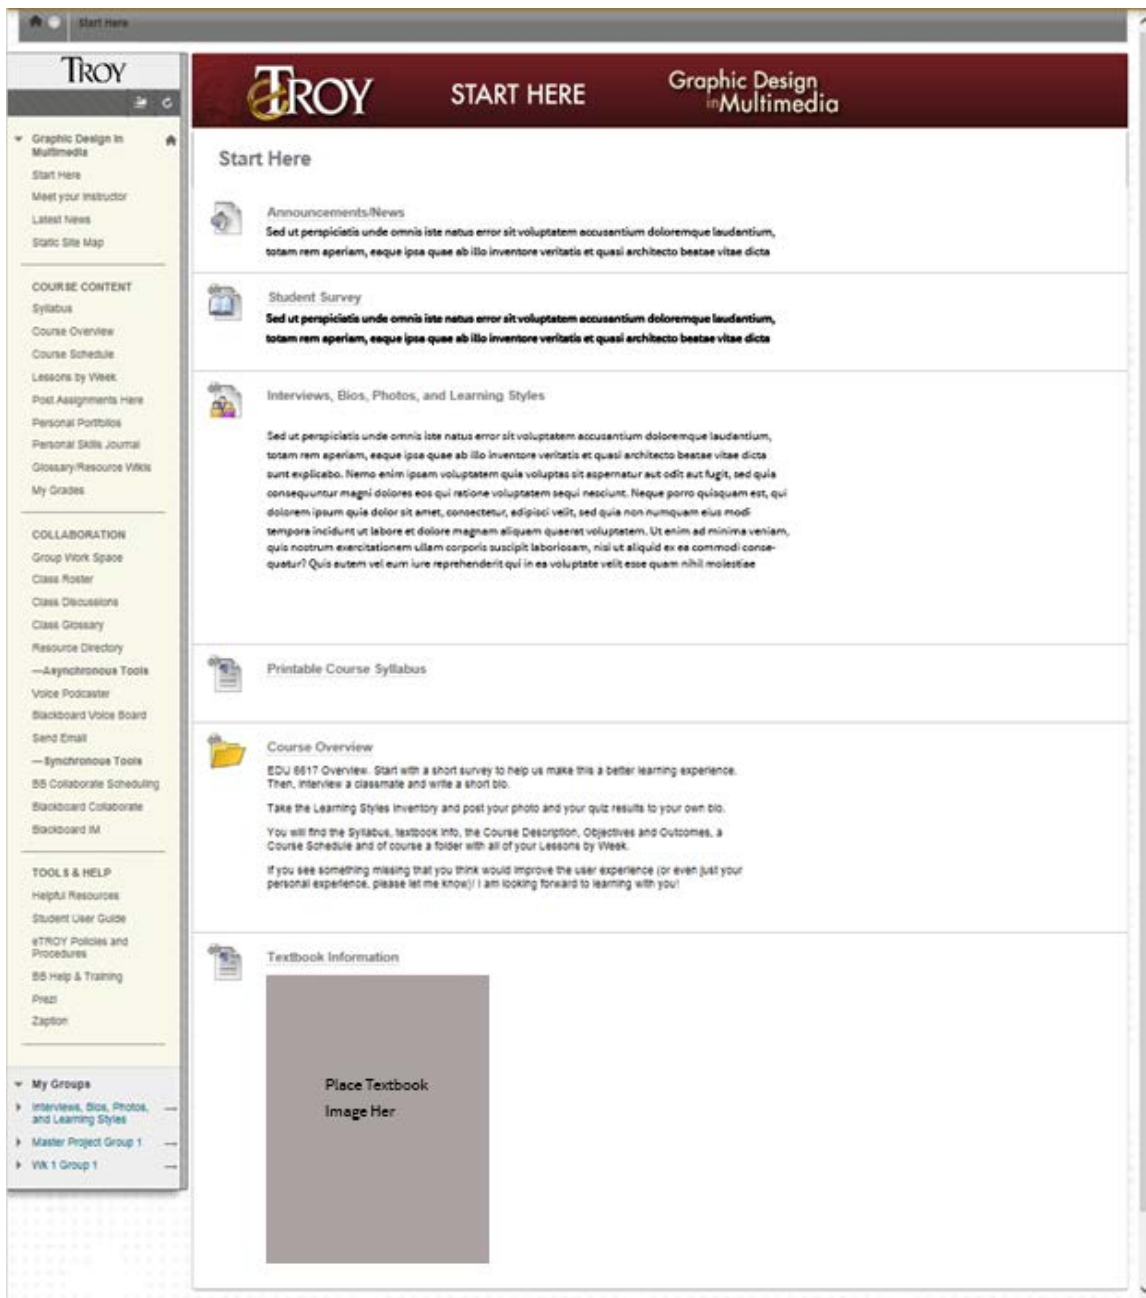 Start Here
TROY
eTROY START HERE Graphic Design
in Multimedia
Graphic Design in
Multimedia
Start Here
Meet your Instructor
Latest News
Static Site Map
COURSE CONTENT
Syllabus
Course Overview
Course Schedule
Lessons by Week
Post Assignments Here
Personal Portfolios
Personal Skills Journal
Glossary/Resource Wikis
My Grades
COLLABORATION
Group Work Space
Class Roster
Class Discussions
Class Glossary
Resource Directory
—Asynchronous Tools
Voice Podcaster
Blackboard Voice Board
Send Email
—Synchronous Tools
BB Collaborate Scheduling
Blackboard Collaborate
Blackboard IM
TOOLS & HELP
Helpful Resources
Student User Guide
eTROY Policies and
Procedures
BB Help & Training
Prezi
Zaption
My Groups
Interviews, Bios, Photos,
and Learning Styles
Master Project Group 1
Wk 1 Group 1
Start Here
Announcements/News
Sed ut perspiciatis unde omnis iste natus error sit voluptatem accusantium doloremque laudantium,
totam rem aperiam, eaque ipsa quae ab illo inventore veritatis et quasi architecto beatae vitae dicta
Student Survey
Sed ut perspiciatis unde omnis iste natus error sit voluptatem accusantium doloremque laudantium,
totam rem aperiam, eaque ipsa quae ab illo inventore veritatis et quasi architecto beatae vitae dicta
Interviews, Bios, Photos, and Learning Styles
Sed ut perspiciatis unde omnis iste natus error sit voluptatem accusantium doloremque laudantium,
totam rem aperiam, eaque ipsa quae ab illo inventore veritatis et quasi architecto beatae vitae dicta
sunt explicabo. Nemo enim ipsam voluptatem quia voluptas sit aspernatur aut odit aut fugit, sed quia
consequuntur magni dolores eos qui ratione voluptatem sequi nesciunt. Neque porro quisquam est, qui
dolorem ipsum quia dolor sit amet, consectetur, adipisci velit, sed quia non numquam eius modi
tempora incidunt ut labore et dolore magnam aliquam quaerat voluptatem. Ut enim ad minima veniam,
quis nostrum exercitationem ullam corporis suscipit laboriosam, nisi ut aliquid ex ea commodi conse-
quatur? Quis autem vel eum iure reprehenderit qui in ea voluptate velit esse quam nihil molestiae
Printable Course Syllabus
Course Overview
EDU 6617 Overview. Start with a short survey to help us make this a better learning experience.
Then, interview a classmate and write a short bio.
Take the Learning Styles Inventory and post your photo and your quiz results to your own bio.
You will find the Syllabus, textbook info, the Course Description, Objectives and Outcomes, a
Course Schedule and of course a folder with all of your Lessons by Week.
If you see something missing that you think would improve the user experience (or even just your
personal experience, please let me know)! I am looking forward to learning with you!
Textbook Information
Place Textbook
Image Her